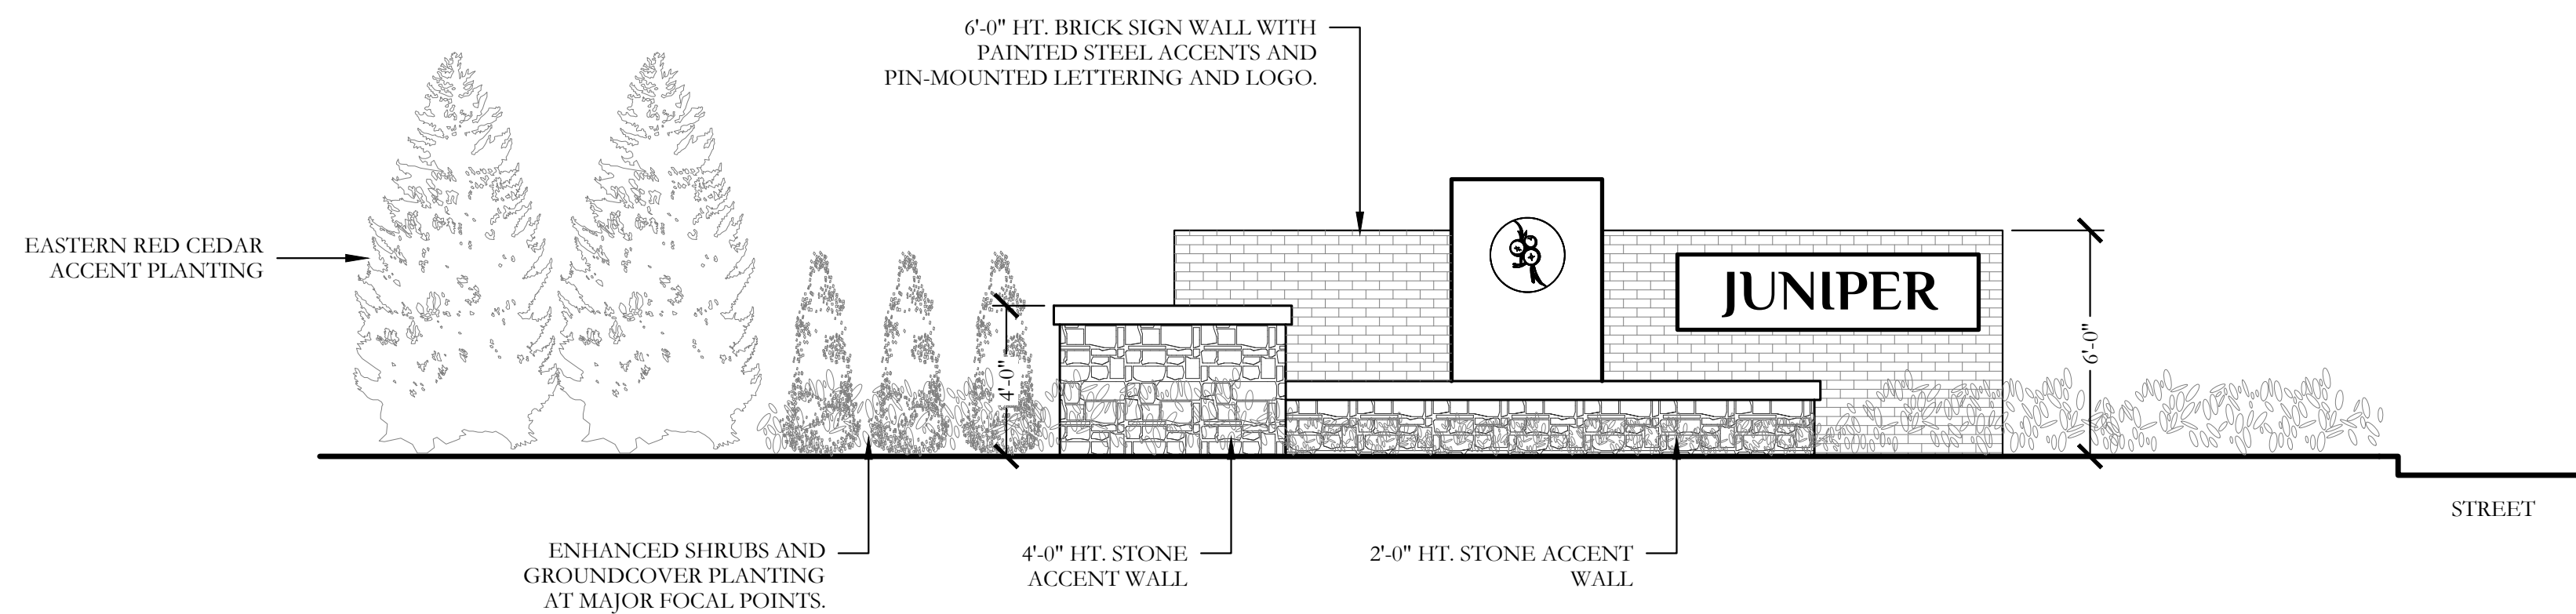 6'-0" HT. BRICK SIGN WALL WITH
PAINTED STEEL ACCENTS AND
PIN-MOUNTED LETTERING AND LOGO.
EASTERN RED CEDAR
ACCENT PLANTING
JUNIPER
4'-0"
6'-0"
STREET
ENHANCED SHRUBS AND
GROUNDCOVER PLANTING
AT MAJOR FOCAL POINTS.
4'-0" HT. STONE
ACCENT WALL
2'-0" HT. STONE ACCENT
WALL